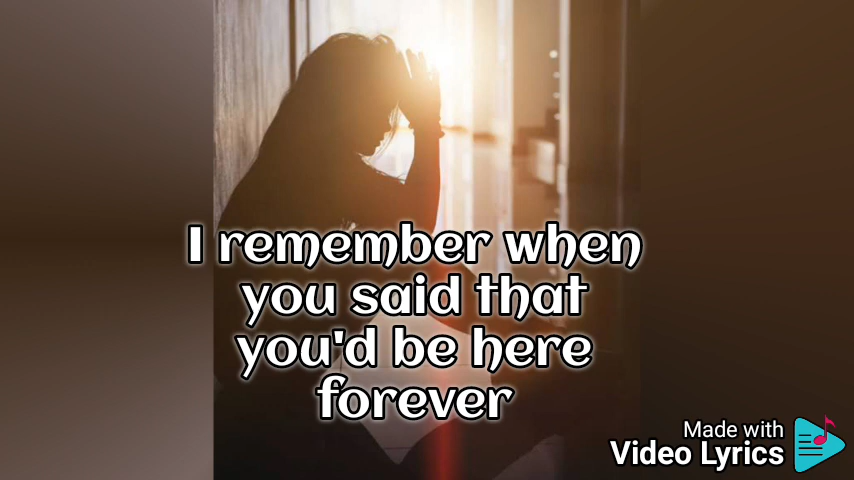 I remember when
you said that
you'd be here
forever
Made with
Video Lyrics